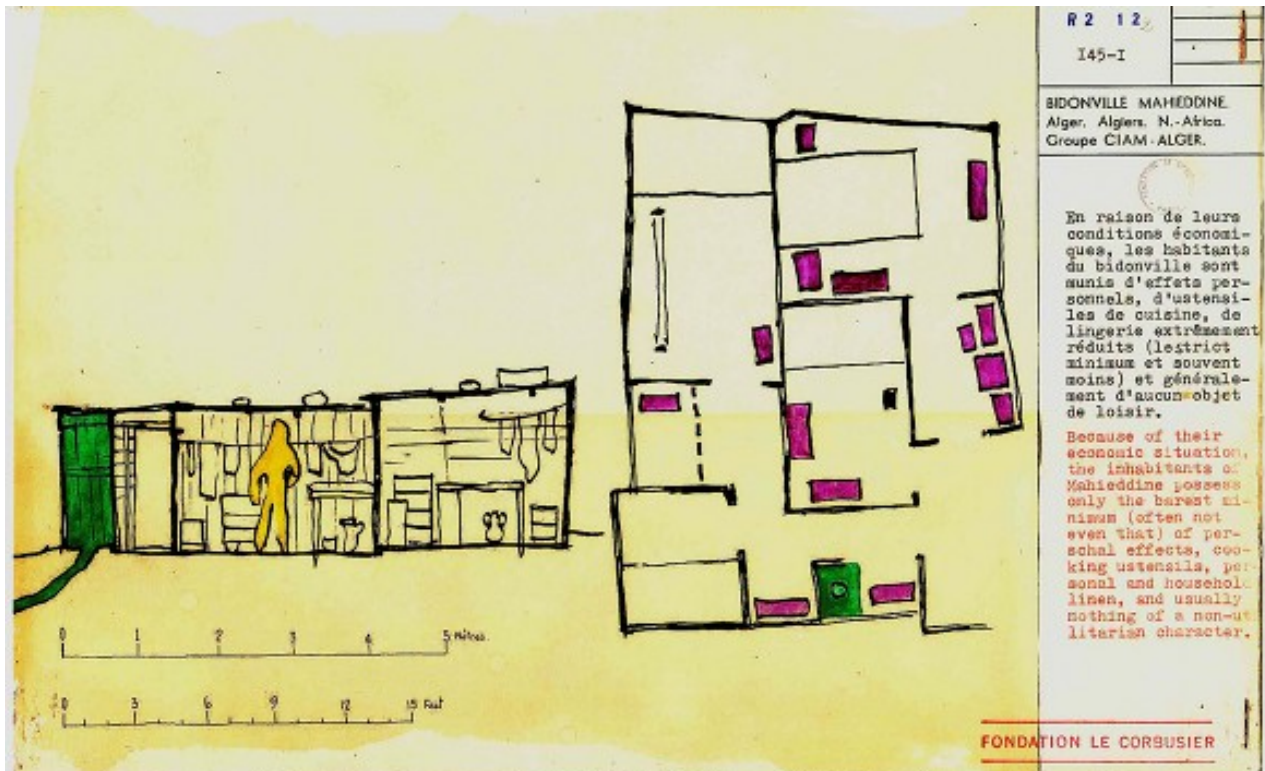 R2 12
I45-I
BIDONVILLE MAHIEDDINE.
Alger. Algiers. N.-Africa.
Groupe CIAM-ALGER.
En raison de leurs
conditions économi-
ques, les habitants
du bidonville sont
munis d'effets per-
sonnels, d'ustensi-
les de cuisine, de
lingerie extrêmement
réduits (lestrict
minimum et souvent
moins) et générale-
ment d'aucun objet
de loisir.
Because of their
economic situation,
the inhabitants of
Mahieddine possess
only the barest mi-
nimum (often not
even that) of per-
schal effects, coo-
king ustensils, per-
sonal and household
linen, and usually
nothing of a non-ut
litarian character.
0 1 2 3 4 5 Mètres.
0 3 6 9 12 15 Feet
FONDATION LE CORBUSIER